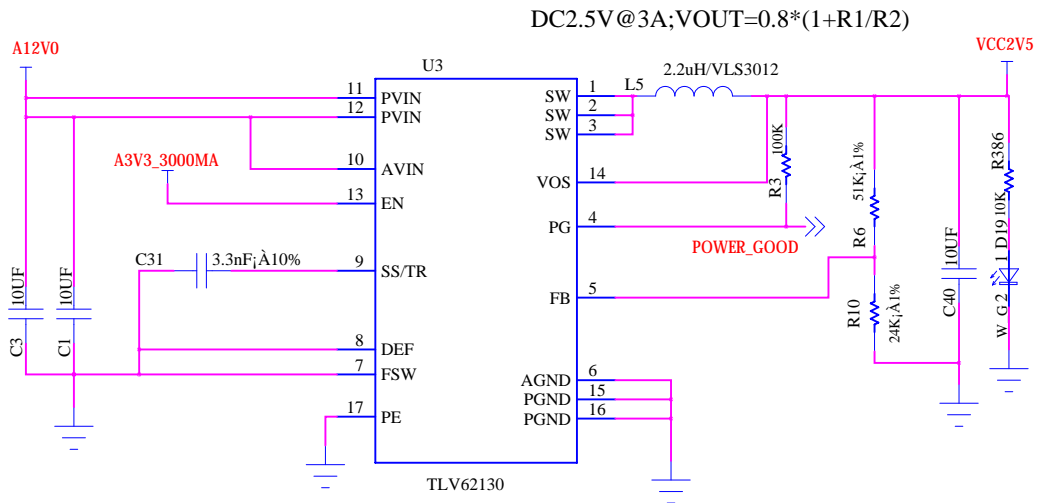 DC2.5V@3A;VOUT=0.8*(1+R1/R2)
A12V0
VCC2V5
U3
L5
2.2uH/VLS3012
11
PVIN
12
PVIN
10
AVIN
13
EN
9
SS/TR
8
DEF
7
FSW
17
PE
1
SW
2
SW
3
SW
14
VOS
4
PG
5
FB
6
AGND
15
PGND
16
PGND
A3V3_3000MA
C31
3.3nF¡À10%
10UF
C3
10UF
C1
100K
R3
POWER_GOOD
51K¡À1%
R6
R10
24K¡À1%
10UF
C40
R386
10K
1 D19
W G 2
TLV62130